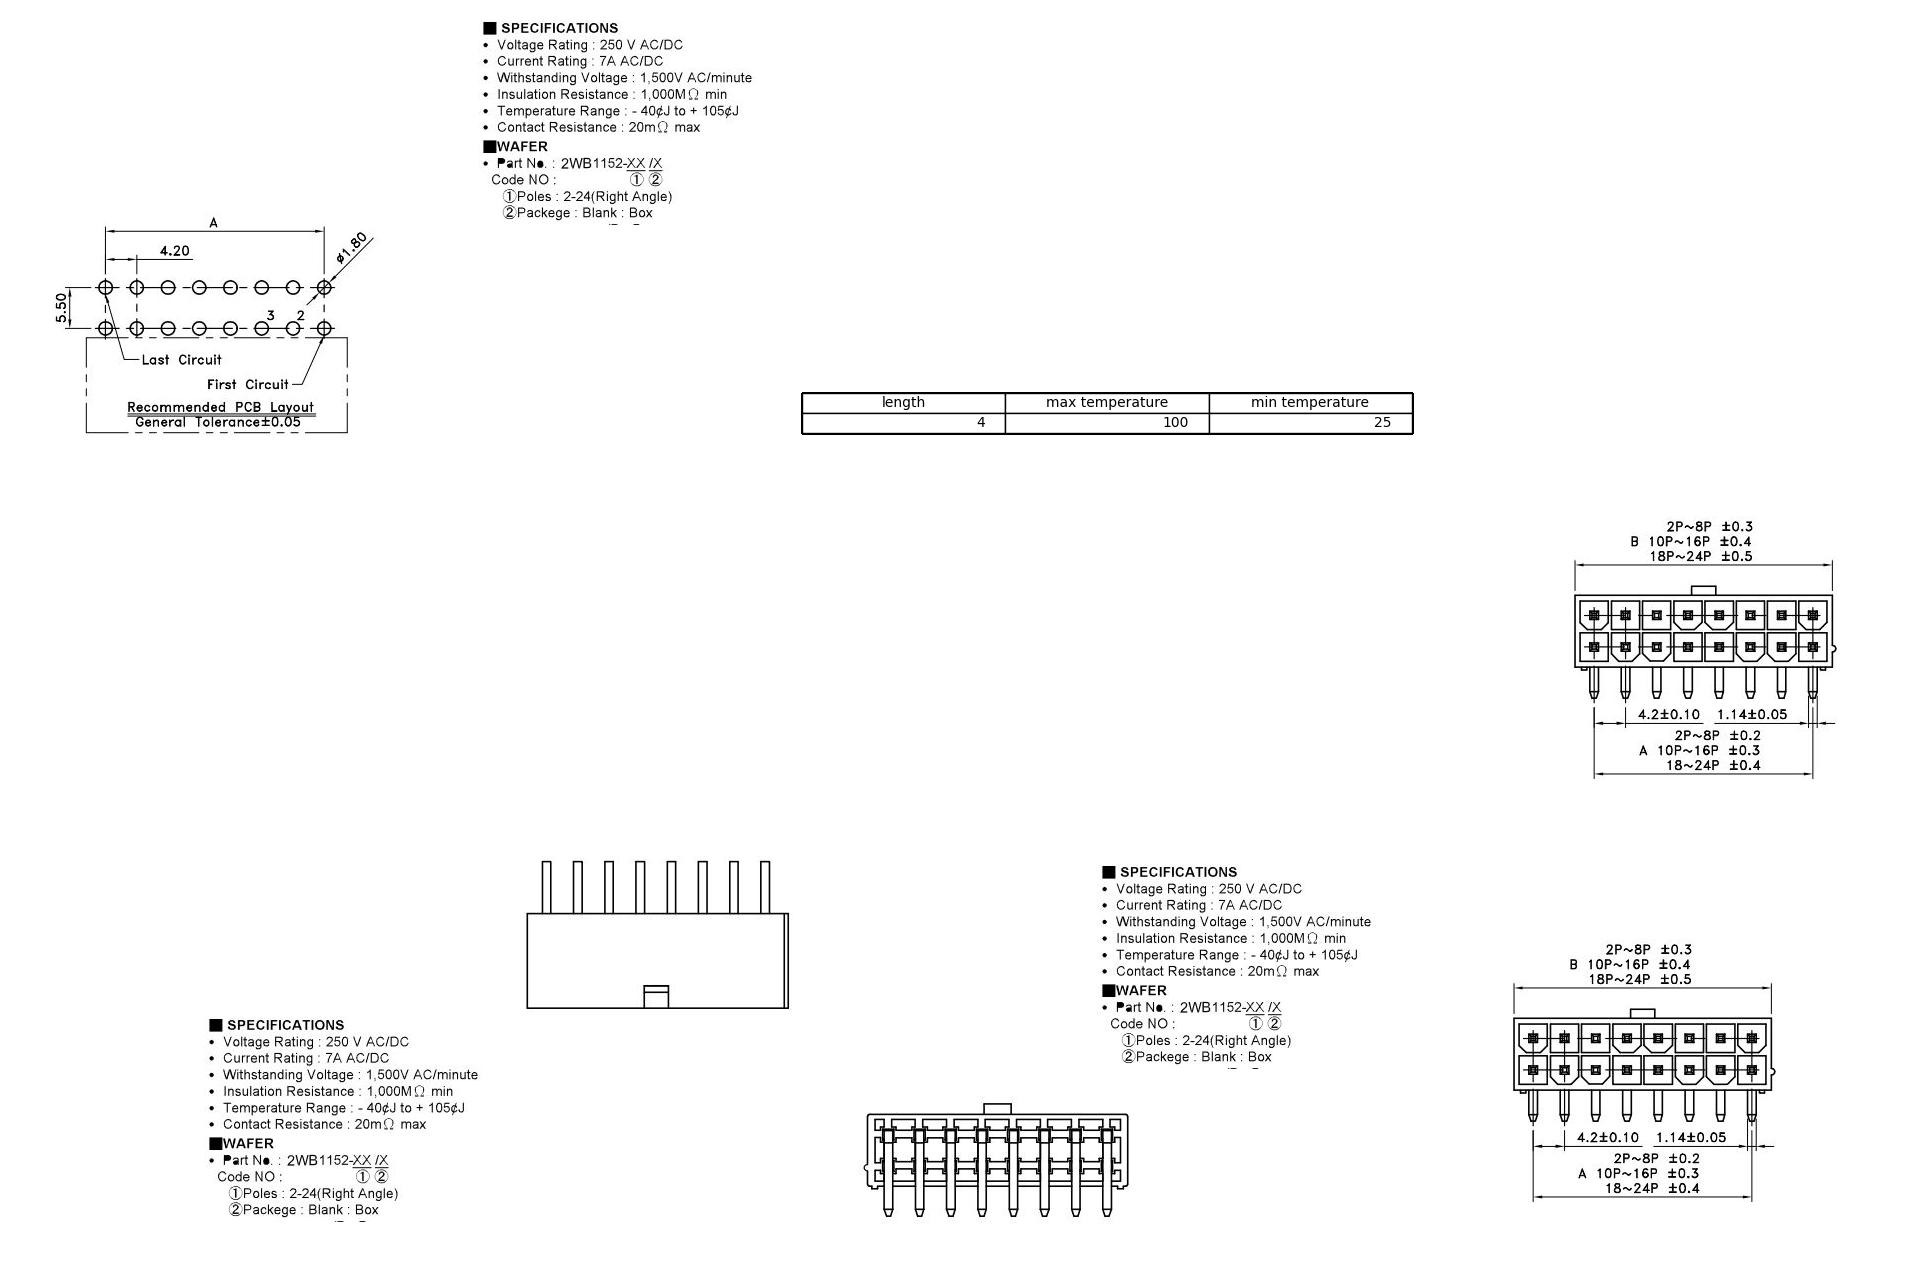 ■ SPECIFICATIONS
• Voltage Rating : 250 V AC/DC
• Current Rating : 7A AC/DC
• Withstanding Voltage : 1,500V AC/minute
• Insulation Resistance : 1,000MΩ min
• Temperature Range : - 40¢J to + 105¢J
• Contact Resistance : 20mΩ max
■WAFER
• Part No. : 2WB1152-XX /X
Code NO : ① ②
①Poles : 2-24(Right Angle)
②Packege : Blank : Box
A
4.20
ø1.80
5.50
3 2
Last Circuit
First Circuit
Recommended PCB Layout
General Tolerance±0.05
length max temperature min temperature
4 100 25
2P~8P ±0.3
B 10P~16P ±0.4
18P~24P ±0.5
4.2±0.10 1.14±0.05
2P~8P ±0.2
A 10P~16P ±0.3
18~24P ±0.4
■ SPECIFICATIONS
• Voltage Rating : 250 V AC/DC
• Current Rating : 7A AC/DC
• Withstanding Voltage : 1,500V AC/minute
• Insulation Resistance : 1,000MΩ min
• Temperature Range : - 40¢J to + 105¢J
• Contact Resistance : 20mΩ max
■WAFER
• Part No. : 2WB1152-XX /X
Code NO : ① ②
①Poles : 2-24(Right Angle)
②Packege : Blank : Box
2P~8P ±0.3
B 10P~16P ±0.4
18P~24P ±0.5
4.2±0.10 1.14±0.05
2P~8P ±0.2
A 10P~16P ±0.3
18~24P ±0.4
■ SPECIFICATIONS
• Voltage Rating : 250 V AC/DC
• Current Rating : 7A AC/DC
• Withstanding Voltage : 1,500V AC/minute
• Insulation Resistance : 1,000MΩ min
• Temperature Range : - 40¢J to + 105¢J
• Contact Resistance : 20mΩ max
■WAFER
• Part No. : 2WB1152-XX /X
Code NO : ① ②
①Poles : 2-24(Right Angle)
②Packege : Blank : Box